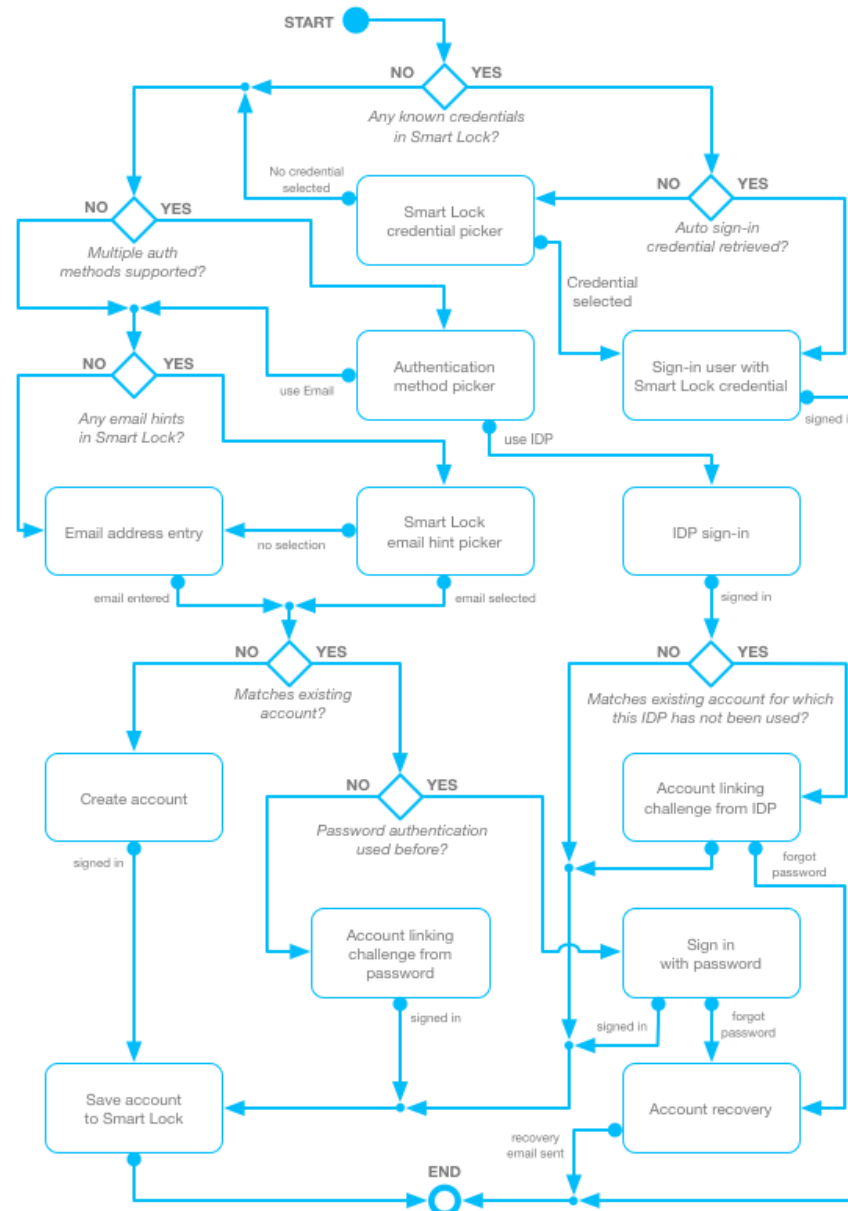 START
NO
YES
Any known credentials
in Smart Lock?
No credential
selected
Smart Lock
credential picker
NO
YES
Auto sign-in
credential retrieved?
NO
YES
Multiple auth
methods supported?
Credential
selected
Authentication
method picker
Sign-in user with
Smart Lock credential
use Email
signed i
NO
YES
Any email hints
in Smart Lock?
use IDP
Email address entry
no selection
Smart Lock
email hint picker
IDP sign-in
email entered
email selected
signed in
NO
YES
Matches existing
account?
NO
YES
Matches existing account for which
this IDP has not been used?
Create account
NO
YES
Password authentication
used before?
Account linking
challenge from IDP
signed in
forgot
password
Account linking
challenge from
password
Sign in
with password
signed in
signed in
forgot
password
Save account
to Smart Lock
Account recovery
recovery
email sent
END